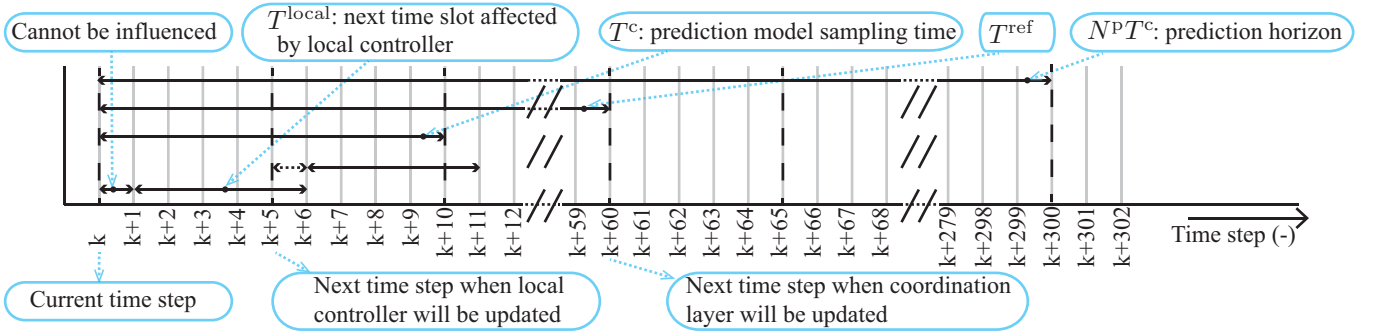 Cannot be influenced
T^local: next time slot affected
by local controller
T^c: prediction model sampling time
T^ref
N^p T^c: prediction horizon
k
k+1
k+2
k+3
k+4
k+5
k+6
k+7
k+8
k+9
k+10
k+11
k+12
k+59
k+60
k+61
k+62
k+63
k+64
k+65
k+66
k+67
k+68
k+279
k+298
k+299
k+300
k+301
k+302
Time step (-)
Current time step
Next time step when local
controller will be updated
Next time step when coordination
layer will be updated